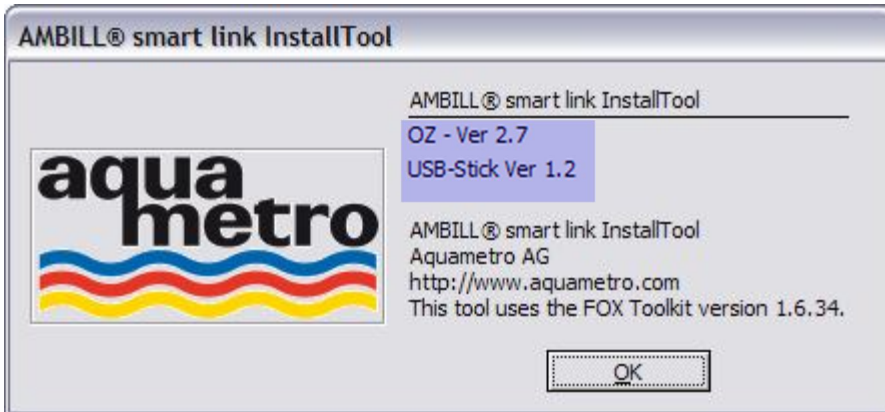 AMBILL® smart link InstallTool
aqua
metro
AMBILL® smart link InstallTool
OZ - Ver 2.7
USB-Stick Ver 1.2
AMBILL® smart link InstallTool
Aquametro AG
http://www.aquametro.com
This tool uses the FOX Toolkit version 1.6.34.
OK